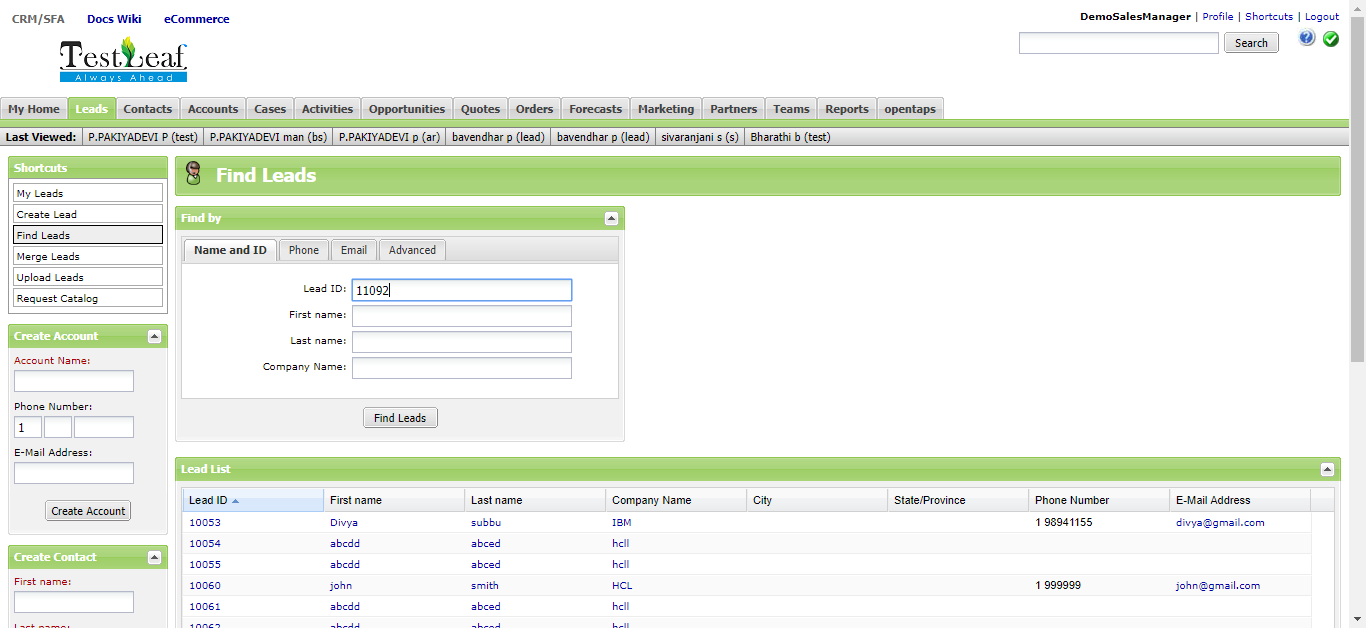 CRM/SFA Docs Wiki eCommerce
DemoSalesManager | Profile | Shortcuts | Logout
TestLeaf
Always Ahead
Search
?
My Home Leads Contacts Accounts Cases Activities Opportunities Quotes Orders Forecasts Marketing Partners Teams Reports opentaps
Last Viewed: P.PAKIYADEVI P (test) P.PAKIYADEVI man (bs) P.PAKIYADEVI p (ar) bavendhar p (lead) bavendhar p (lead) sivaranjani s (s) Bharathi b (test)
Shortcuts
My Leads
Create Lead
Find Leads
Merge Leads
Upload Leads
Request Catalog
Create Account
Account Name:
Phone Number:
1
E-Mail Address:
Create Account
Create Contact
First name:
Last name:
Find Leads
Find by
Name and ID Phone Email Advanced
Lead ID: 11092
First name:
Last name:
Company Name:
Find Leads
Lead List
Lead ID First name Last name Company Name City State/Province Phone Number E-Mail Address
10053 Divya subbu IBM 1 98941155 divya@gmail.com
10054 abcdd abced hcll
10055 abcdd abced hcll
10060 john smith HCL 1 999999 john@gmail.com
10061 abcdd abced hcll
10062 abcdd abced hcll